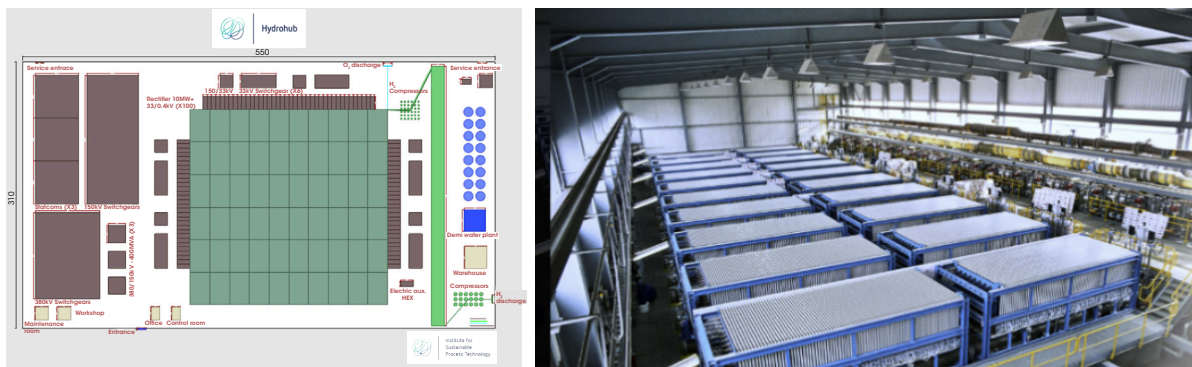 Hydrohub
550
310
Service entrace
150/33kV
33kV Switchgear (X6)
O2 discharge
Service entrance
H2
Compressors
Rectifier 10MW+
33/0.4kV (X100)
Statcoms (X3)
150kV Switchgears
380/150kV -400MVA (X3)
Demi water plant
Warehouse
Electric aux.
HEX
Compressors
H2
discharge
380kV Switchgears
Workshop
Maintenance
room
Entrance
Office
Control room
Institute for
Sustainable
Process Technology